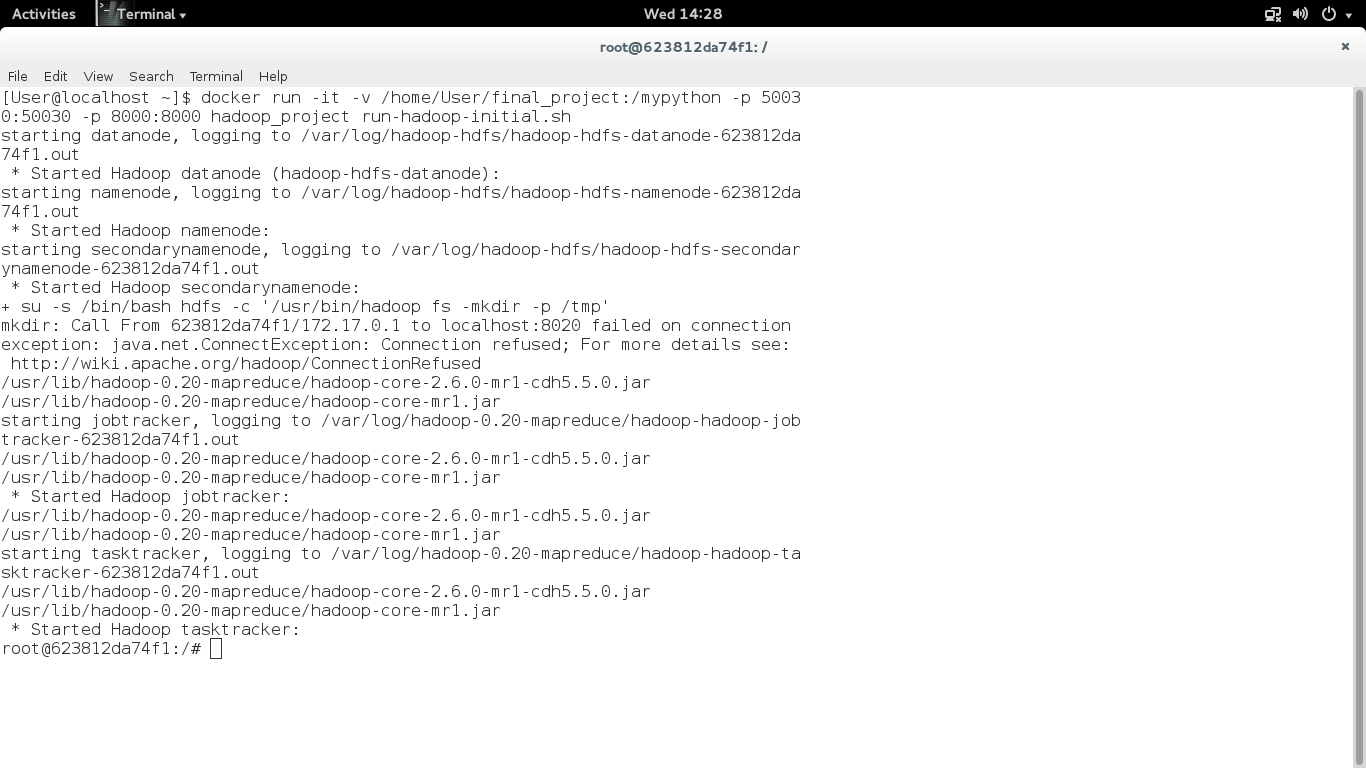 Activities Terminal Wed 14:28
root@623812da74f1: /
File Edit View Search Terminal Help
[User@localhost ~]$ docker run -it -v /home/User/final_project:/mypython -p 5003
0:50030 -p 8000:8000 hadoop_project run-hadoop-initial.sh
starting datanode, logging to /var/log/hadoop-hdfs/hadoop-hdfs-datanode-623812da
74f1.out
 * Started Hadoop datanode (hadoop-hdfs-datanode):
starting namenode, logging to /var/log/hadoop-hdfs/hadoop-hdfs-namenode-623812da
74f1.out
 * Started Hadoop namenode:
starting secondarynamenode, logging to /var/log/hadoop-hdfs/hadoop-hdfs-secondar
ynamenode-623812da74f1.out
 * Started Hadoop secondarynamenode:
+ su -s /bin/bash hdfs -c '/usr/bin/hadoop fs -mkdir -p /tmp'
mkdir: Call From 623812da74f1/172.17.0.1 to localhost:8020 failed on connection
exception: java.net.ConnectException: Connection refused; For more details see:
 http://wiki.apache.org/hadoop/ConnectionRefused
/usr/lib/hadoop-0.20-mapreduce/hadoop-core-2.6.0-mr1-cdh5.5.0.jar
/usr/lib/hadoop-0.20-mapreduce/hadoop-core-mr1.jar
starting jobtracker, logging to /var/log/hadoop-0.20-mapreduce/hadoop-hadoop-job
tracker-623812da74f1.out
/usr/lib/hadoop-0.20-mapreduce/hadoop-core-2.6.0-mr1-cdh5.5.0.jar
/usr/lib/hadoop-0.20-mapreduce/hadoop-core-mr1.jar
 * Started Hadoop jobtracker:
/usr/lib/hadoop-0.20-mapreduce/hadoop-core-2.6.0-mr1-cdh5.5.0.jar
/usr/lib/hadoop-0.20-mapreduce/hadoop-core-mr1.jar
starting tasktracker, logging to /var/log/hadoop-0.20-mapreduce/hadoop-hadoop-ta
sktracker-623812da74f1.out
/usr/lib/hadoop-0.20-mapreduce/hadoop-core-2.6.0-mr1-cdh5.5.0.jar
/usr/lib/hadoop-0.20-mapreduce/hadoop-core-mr1.jar
 * Started Hadoop tasktracker:
root@623812da74f1:/#